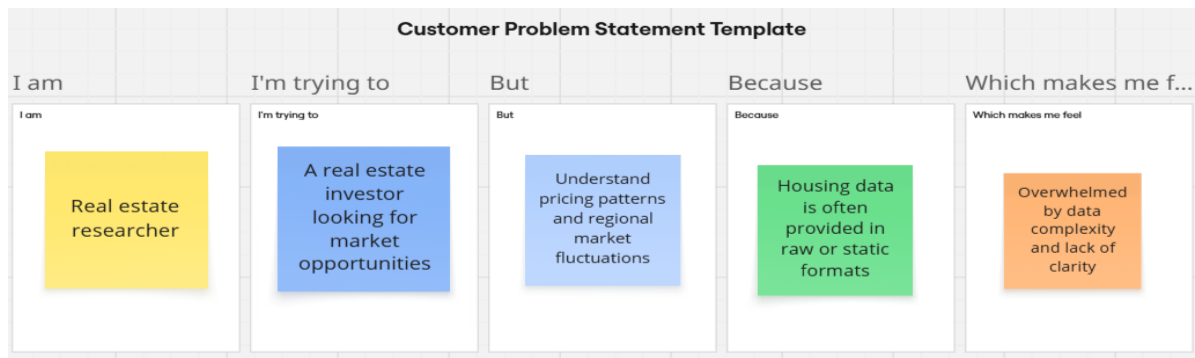 Customer Problem Statement Template
I am
I'm trying to
But
Because
Which makes me f...
I am
I'm trying to
But
Because
Which makes me feel
Real estate
researcher
A real estate
investor
looking for
market
opportunities
Understand
pricing patterns
and regional
market
fluctuations
Housing data
is often
provided in
raw or static
formats
Overwhelmed
by data
complexity
and lack of
clarity